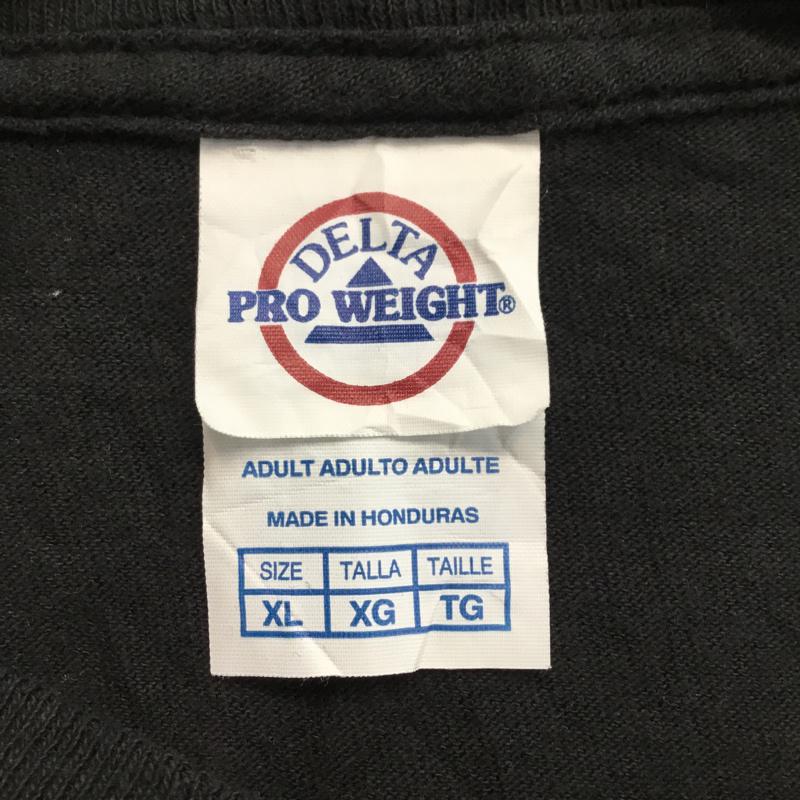 DELTA
PRO WEIGHT®
ADULT ADULTO ADULTE
MADE IN HONDURAS
SIZE TALLA TAILLE
XL XG TG